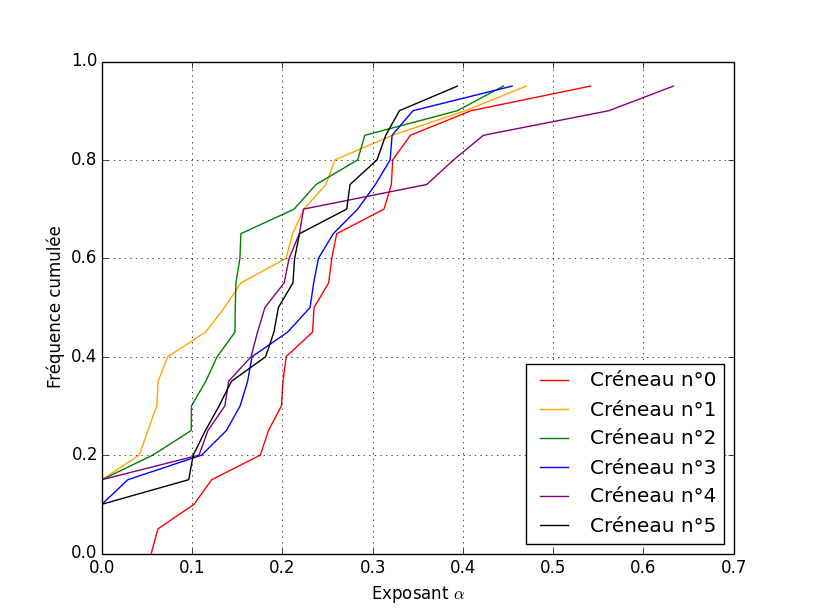 1.0
0.8
0.6
0.4
0.2
0.0
Fréquence cumulée
0.0 0.1 0.2 0.3 0.4 0.5 0.6 0.7
Exposant α
Créneau n°0
Créneau n°1
Créneau n°2
Créneau n°3
Créneau n°4
Créneau n°5